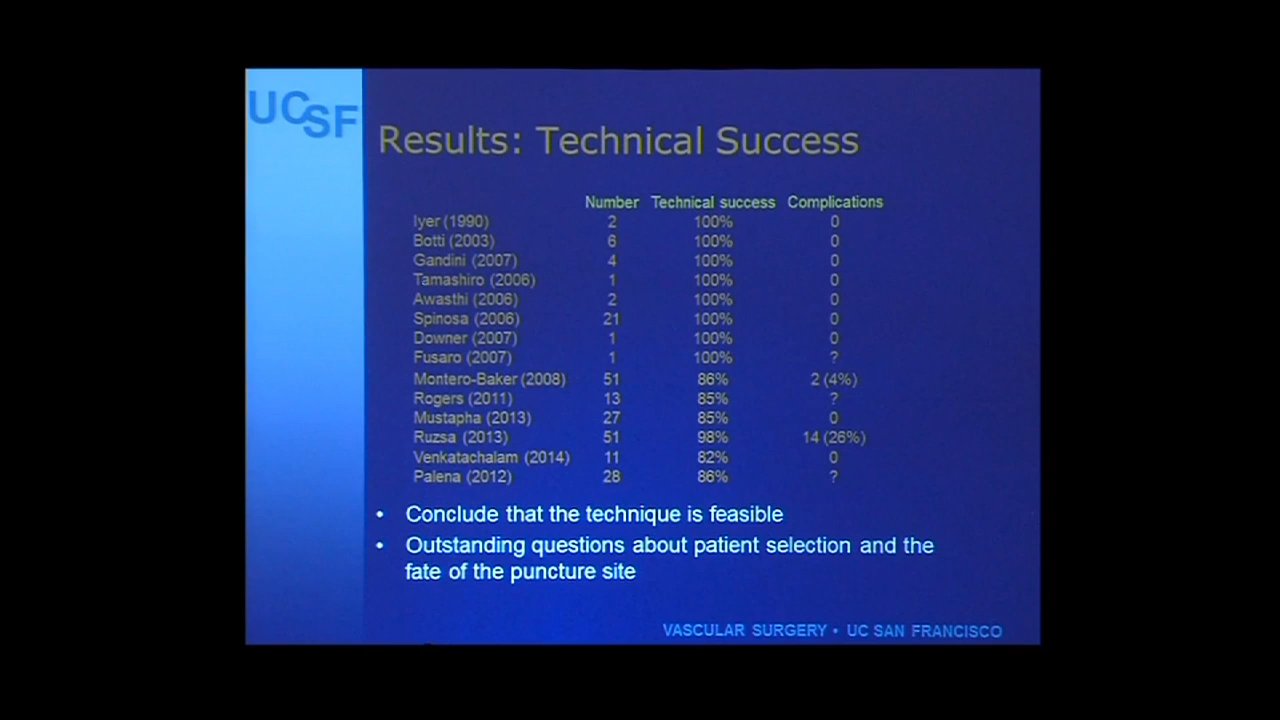 UCSF
Results: Technical Success
Number Technical success Complications
Iyer (1990) 2 100% 0
Botti (2003) 6 100% 0
Gandini (2007) 4 100% 0
Tamashiro (2006) 1 100% 0
Awasthi (2006) 2 100% 0
Spinosa (2006) 21 100% 0
Downer (2007) 1 100% 0
Fusaro (2007) 1 100% ?
Montero-Baker (2008) 51 86% 2 (4%)
Rogers (2011) 13 85% ?
Mustapha (2013) 27 85% 0
Ruzsa (2013) 51 98% 14 (26%)
Venkatachalam (2014) 11 82% 0
Palena (2012) 28 86% ?
• Conclude that the technique is feasible
• Outstanding questions about patient selection and the
fate of the puncture site
VASCULAR SURGERY • UC SAN FRANCISCO